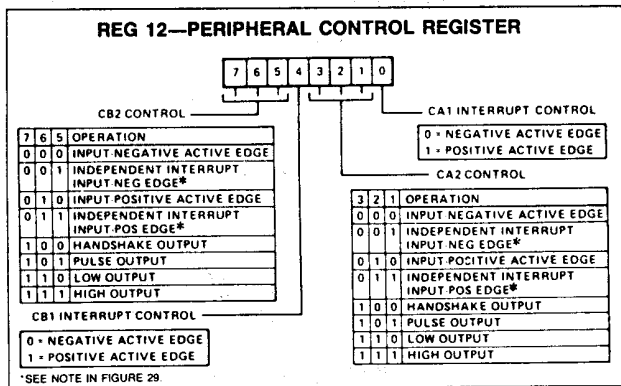 REG 12—PERIPHERAL CONTROL REGISTER
7 6 5 4 3 2 1 0
CB2 CONTROL
7 6 5 OPERATION
0 0 0 INPUT-NEGATIVE ACTIVE EDGE
0 0 1 INDEPENDENT INTERRUPT
INPUT-NEG EDGE*
0 1 0 INPUT-POSITIVE ACTIVE EDGE
0 1 1 INDEPENDENT INTERRUPT
INPUT-POS EDGE*
1 0 0 HANDSHAKE OUTPUT
1 0 1 PULSE OUTPUT
1 1 0 LOW OUTPUT
1 1 1 HIGH OUTPUT
CB1 INTERRUPT CONTROL
0 = NEGATIVE ACTIVE EDGE
1 = POSITIVE ACTIVE EDGE
*SEE NOTE IN FIGURE 29.
CA1 INTERRUPT CONTROL
0 = NEGATIVE ACTIVE EDGE
1 = POSITIVE ACTIVE EDGE
CA2 CONTROL
3 2 1 OPERATION
0 0 0 INPUT-NEGATIVE ACTIVE EDGE
0 0 1 INDEPENDENT INTERRUPT
INPUT-NEG EDGE*
0 1 0 INPUT-POSITIVE ACTIVE EDGE
0 1 1 INDEPENDENT INTERRUPT
INPUT-POS EDGE*
1 0 0 HANDSHAKE OUTPUT
1 0 1 PULSE OUTPUT
1 1 0 LOW OUTPUT
1 1 1 HIGH OUTPUT